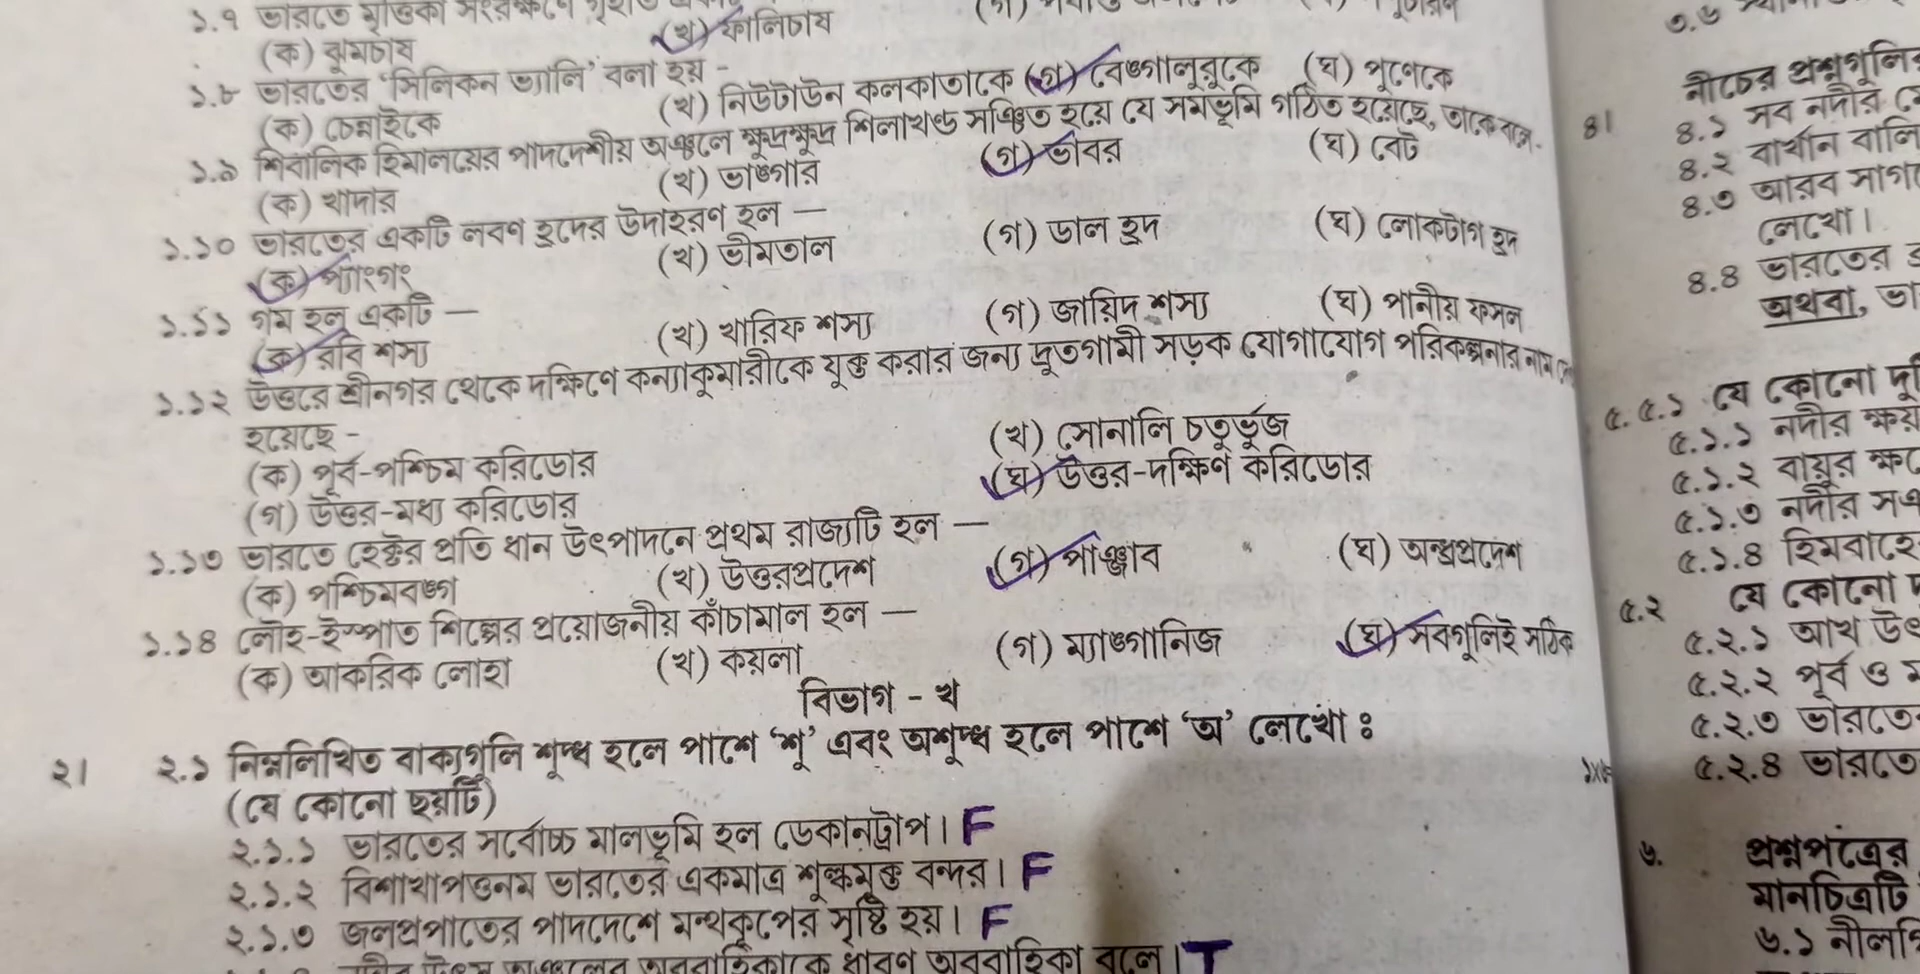 ১.৭ ভারতে মৃত্তিকা সংরক্ষণে গৃহীত
(ক) ঝুমচাষ (খ) ফালিচাষ (গ)
১.৮ ভারতের ‘সিলিকন ভ্যালি’ বলা হয় -
(ক) চেন্নাইকে (খ) নিউটাউন কলকাতাকে (গ) বেঙ্গালুরুকে (ঘ) পুণেকে
১.৯ শিবালিক হিমালয়ের পাদদেশীয় অঞ্চলে ক্ষুদ্রক্ষুদ্র শিলাখণ্ড সঞ্চিত হয়ে যে সমভূমি গঠিত হয়েছে, তাকে বলে -
(ক) খাদার (খ) ভাঙ্গার (গ) ভাবর (ঘ) বেট
১.১০ ভারতের একটি লবণ হ্রদের উদাহরণ হল —
(ক) প্যাংগং (খ) ভীমতাল (গ) ডাল হ্রদ (ঘ) লোকটাগ হ্রদ
১.১১ গম হল একটি —
(ক) রবি শস্য (খ) খারিফ শস্য (গ) জায়িদ শস্য (ঘ) পানীয় ফসল
১.১২ উত্তরে শ্রীনগর থেকে দক্ষিণে কন্যাকুমারীকে যুক্ত করার জন্য দ্রুতগামী সড়ক যোগাযোগ পরিকল্পনার নাম
হয়েছে -
(ক) পূর্ব-পশ্চিম করিডোর (খ) সোনালি চতুর্ভুজ
(গ) উত্তর-মধ্য করিডোর (ঘ) উত্তর-দক্ষিণ করিডোর
১.১৩ ভারতে হেক্টর প্রতি ধান উৎপাদনে প্রথম রাজ্যটি হল —
(ক) পশ্চিমবঙ্গ (খ) উত্তরপ্রদেশ (গ) পাঞ্জাব (ঘ) অন্ধ্রপ্রদেশ
১.১৪ লৌহ-ইস্পাত শিল্পের প্রয়োজনীয় কাঁচামাল হল —
(ক) আকরিক লোহা (খ) কয়লা (গ) ম্যাঙ্গানিজ (ঘ) সবগুলিই সঠিক
বিভাগ - খ
২। ২.১ নিম্নলিখিত বাক্যগুলি শুদ্ধ হলে পাশে ‘শু’ এবং অশুদ্ধ হলে পাশে ‘অ’ লেখো ঃ
(যে কোনো ছয়টি)
২.১.১ ভারতের সর্বোচ্চ মালভূমি হল ডেকানট্রাপ। F
২.১.২ বিশাখাপত্তনম ভারতের একমাত্র শুল্কমুক্ত বন্দর। F
২.১.৩ জলপ্রপাতের পাদদেশে মন্থকূপের সৃষ্টি হয়। F
নদীর উৎস অঞ্চলের অববাহিকাকে ধারণ অববাহিকা বলে। T
৩.৬
৪। নীচের প্রশ্নগুলির
৪.১ সব নদীর
৪.২ বার্খান বালি
৪.৩ আরব সাগ
লেখো।
৪.৪ ভারতের
অথবা, ভা
৫. ৫.১ যে কোনো দু
৫.১.১ নদীর ক্ষয়
৫.১.২ বায়ুর ক্ষ
৫.১.৩ নদীর সঞ
৫.১.৪ হিমবাহে
৫.২ যে কোনো
৫.২.১ আখ উৎ
৫.২.২ পূর্ব ও
৫.২.৩ ভারতে
৫.২.৪ ভারতে
৬. প্রশ্নপত্রের
মানচিত্রটি
৬.১ নীলগি